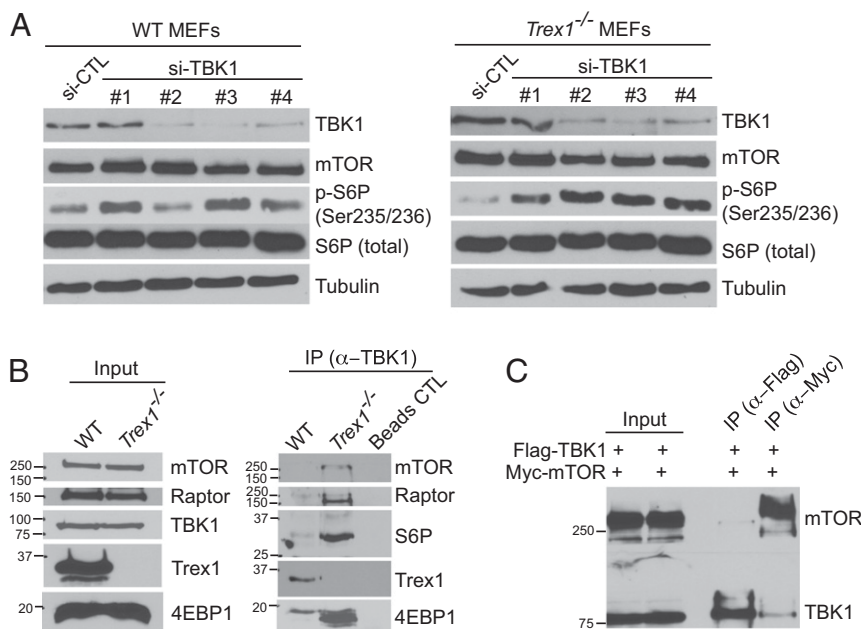 A
WT MEFs
si-CTL
si-TBK1
#1 #2 #3 #4
TBK1
mTOR
p-S6P
(Ser235/236)
S6P (total)
Tubulin
Trex1-/- MEFs
si-CTL
si-TBK1
#1 #2 #3 #4
TBK1
mTOR
p-S6P
(Ser235/236)
S6P (total)
Tubulin
B
Input
WT Trex1-/-
250
150
mTOR
150
Raptor
100
75
TBK1
37
Trex1
20
4EBP1
IP (α–TBK1)
WT Trex1-/- Beads CTL
250
150
mTOR
250
150
Raptor
37
25
S6P
37
Trex1
20
4EBP1
C
Input IP (α–Flag) IP (α–Myc)
Flag-TBK1 + + + +
Myc-mTOR + + + +
250
mTOR
75
TBK1